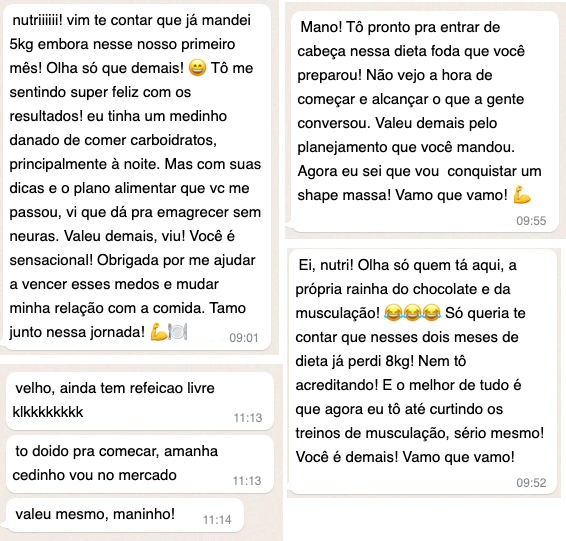 nutriiiiii! vim te contar que já mandei
5kg embora nesse nosso primeiro
mês! Olha só que demais! 😄 Tô me
sentindo super feliz com os
resultados! eu tinha um medinho
danado de comer carboidratos,
principalmente à noite. Mas com suas
dicas e o plano alimentar que vc me
passou, vi que dá pra emagrecer sem
neuras. Valeu demais, viu! Você é
sensacional! Obrigada por me ajudar
a vencer esses medos e mudar
minha relação com a comida. Tamo
junto nessa jornada! 💪🍽️
09:01
velho, ainda tem refeicao livre
klkkkkkkkk
11:13
to doido pra comecar, amanha
cedinho vou no mercado
11:13
valeu mesmo, maninho!
11:14
Mano! Tô pronto pra entrar de
cabeça nessa dieta foda que você
preparou! Não vejo a hora de
começar e alcançar o que a gente
conversou. Valeu demais pelo
planejamento que você mandou.
Agora eu sei que vou conquistar um
shape massa! Vamo que vamo! 💪
09:55
Ei, nutri! Olha só quem tá aqui, a
própria rainha do chocolate e da
musculação! 😂😂😂 Só queria te
contar que nesses dois meses de
dieta já perdi 8kg! Nem tô
acreditando! E o melhor de tudo é
que agora eu tô até curtindo os
treinos de musculação, sério mesmo!
Você é demais! Vamo que vamo!
09:52